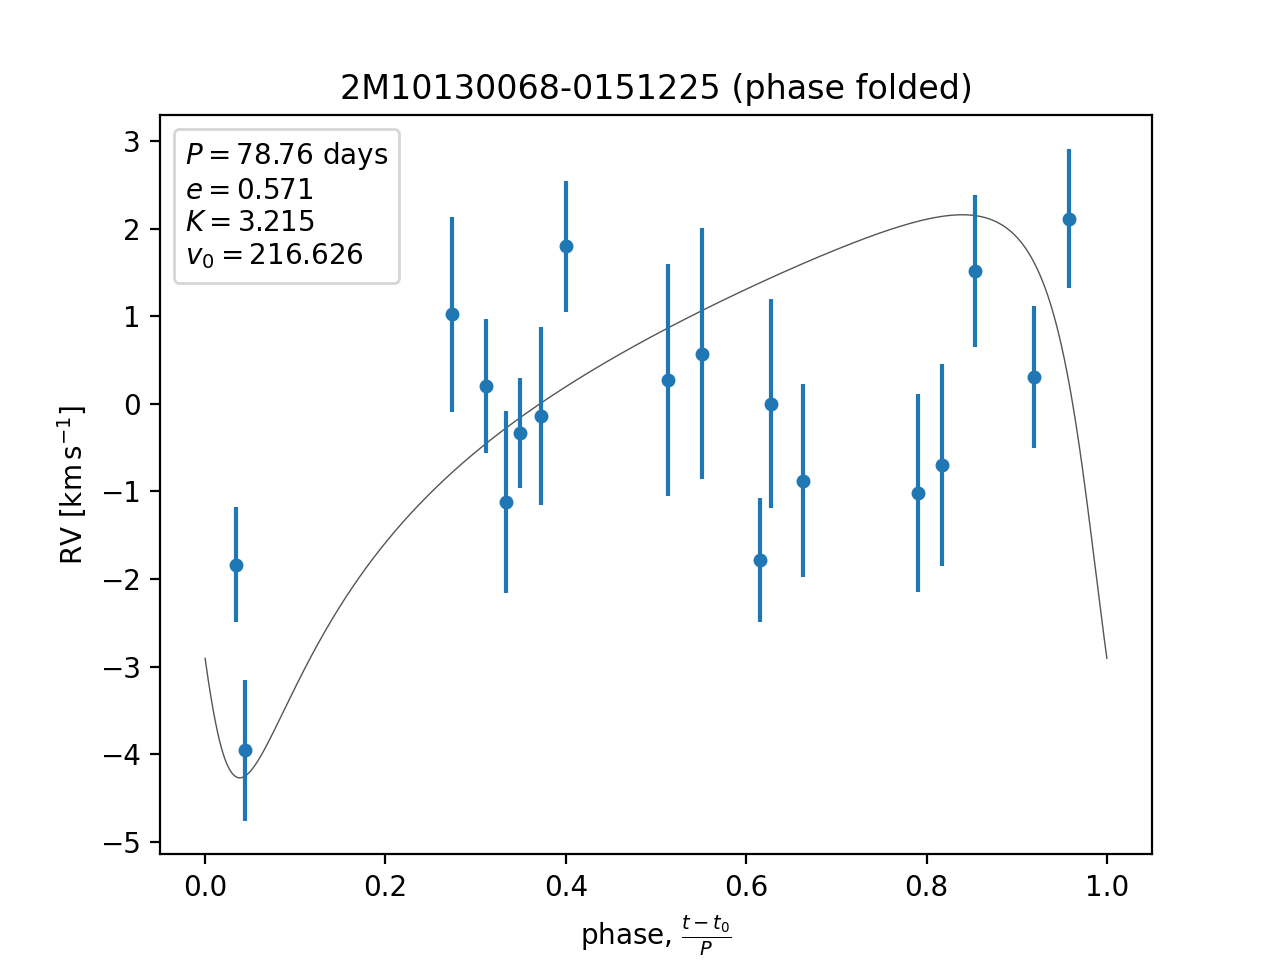 2M10130068-0151225 (phase folded)
P = 78.76 days
e = 0.571
K = 3.215
v₀ = 216.626
3
2
1
0
−1
−2
−3
−4
−5
RV [km s⁻¹]
0.0 0.2 0.4 0.6 0.8 1.0
phase, (t − t₀)/P